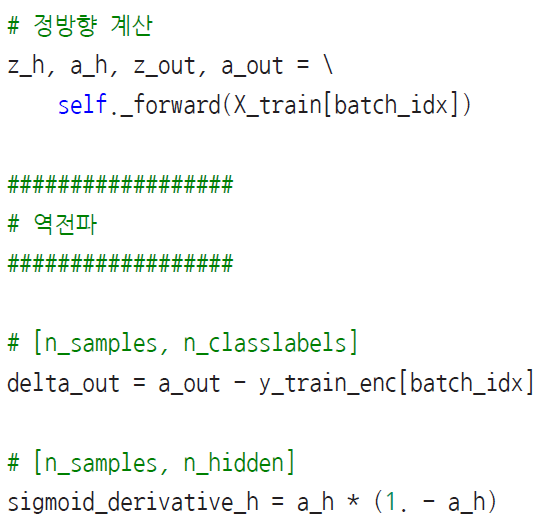 # 정방향 계산
z_h, a_h, z_out, a_out = \
    self._forward(X_train[batch_idx])
##################
# 역전파
##################
# [n_samples, n_classlabels]
delta_out = a_out - y_train_enc[batch_idx]
# [n_samples, n_hidden]
sigmoid_derivative_h = a_h * (1. - a_h)